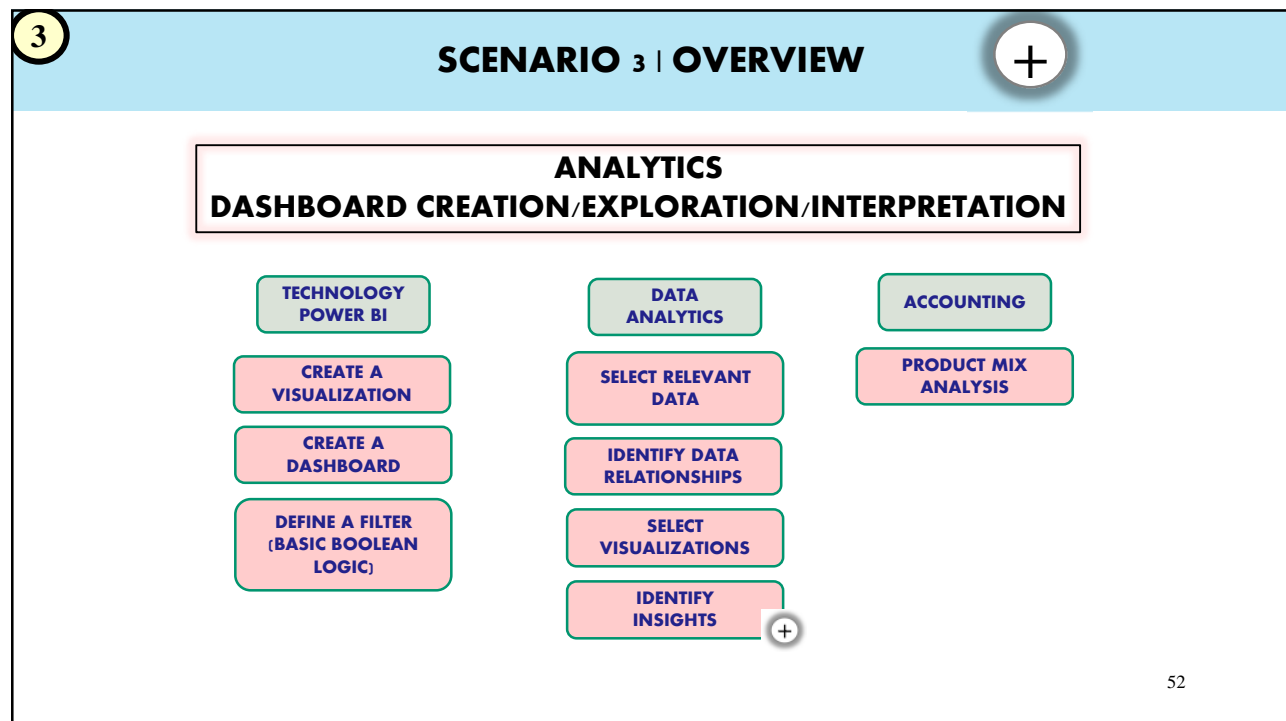 3
SCENARIO 3 | OVERVIEW
+
ANALYTICS
DASHBOARD CREATION/EXPLORATION/INTERPRETATION
TECHNOLOGY
POWER BI
CREATE A
VISUALIZATION
CREATE A
DASHBOARD
DEFINE A FILTER
(BASIC BOOLEAN
LOGIC)
DATA
ANALYTICS
SELECT RELEVANT
DATA
IDENTIFY DATA
RELATIONSHIPS
SELECT
VISUALIZATIONS
IDENTIFY
INSIGHTS
+
ACCOUNTING
PRODUCT MIX
ANALYSIS
52